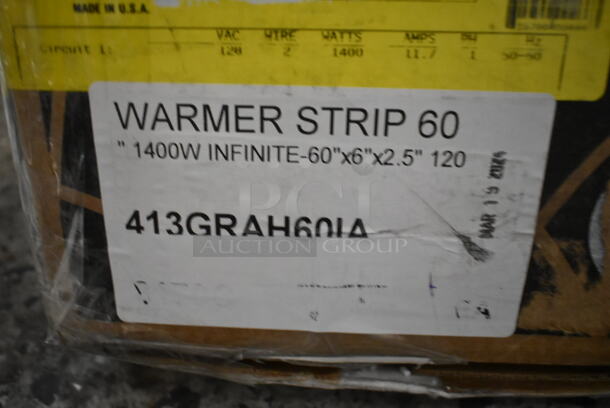 MADE IN U.S.A.
VAC WIRE WATTS AMPS PH Hz
Circuit 1: 120 2 1400 11.7 1 50-60
WARMER STRIP 60
" 1400W INFINITE-60"x6"x2.5" 120
MAR 19 2024
413GRAH60IA
PCI
AUCTION GROUP